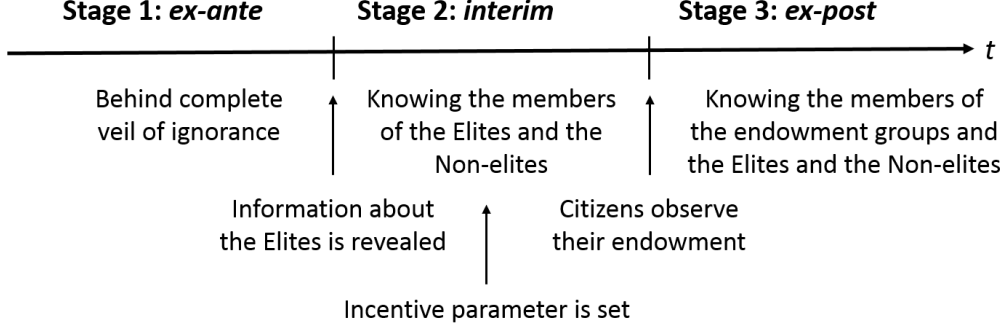 Stage 1: ex-ante
Stage 2: interim
Stage 3: ex-post
t
Behind complete
veil of ignorance
Knowing the members
of the Elites and the
Non-elites
Knowing the members of
the endowment groups and
the Elites and the Non-elites
Information about
the Elites is revealed
Citizens observe
their endowment
Incentive parameter is set